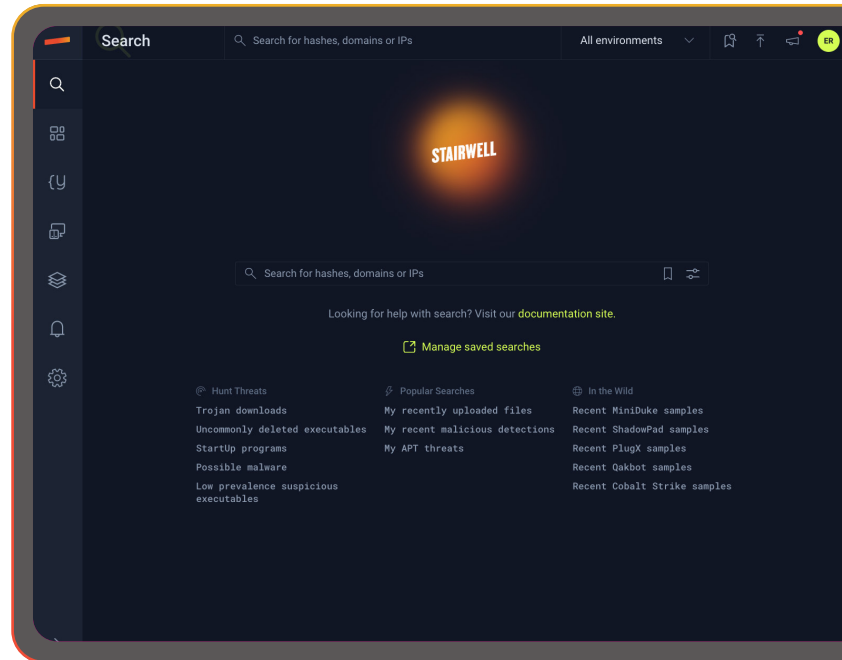 Search
Search for hashes, domains or IPs
All environments
ER
{y
STAIRWELL
Search for hashes, domains or IPs
Looking for help with search? Visit our documentation site.
Manage saved searches
Hunt Threats
Trojan downloads
Uncommonly deleted executables
StartUp programs
Possible malware
Low prevalence suspicious
executables
Popular Searches
My recently uploaded files
My recent malicious detections
My APT threats
In the Wild
Recent MiniDuke samples
Recent ShadowPad samples
Recent PlugX samples
Recent Qakbot samples
Recent Cobalt Strike samples